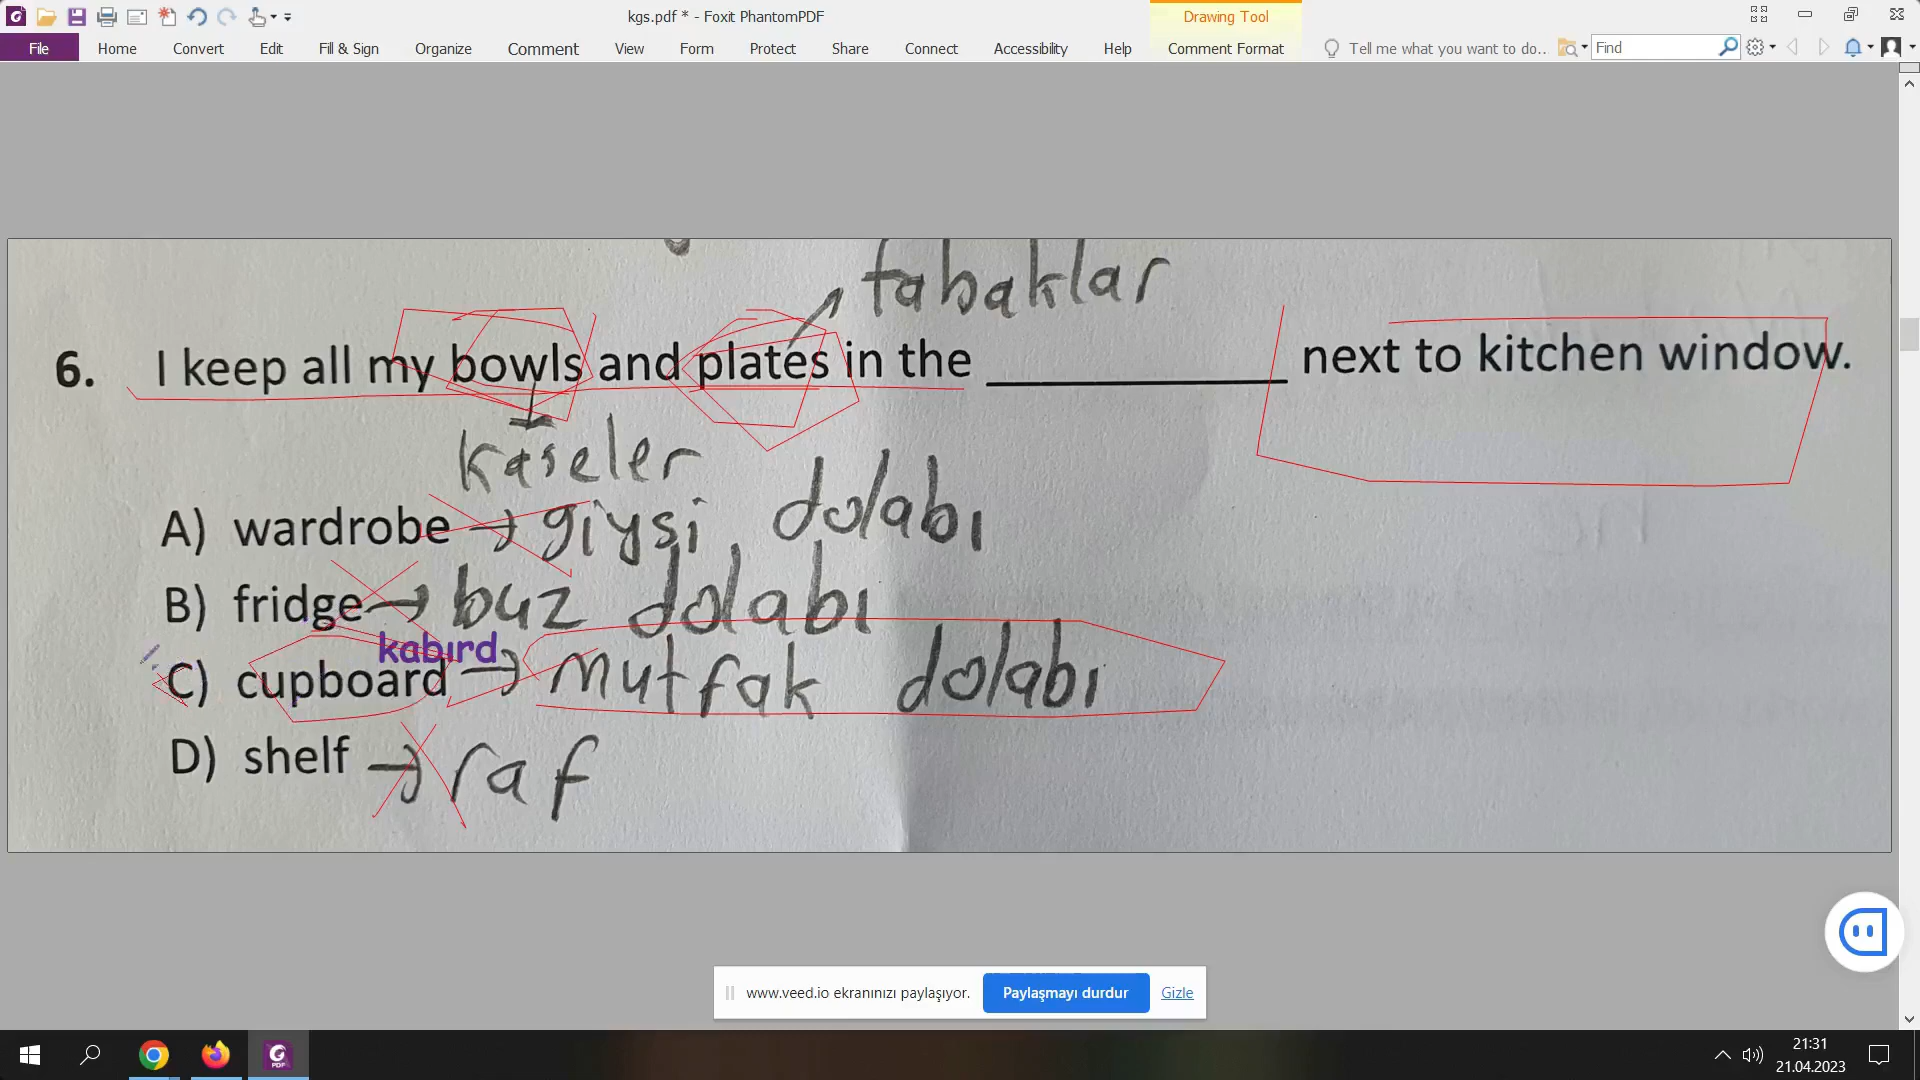 kgs.pdf * - Foxit PhantomPDF
Drawing Tool
File Home Convert Edit Fill & Sign Organize Comment View Form Protect Share Connect Accessibility Help Comment Format Tell me what you want to do.. Find
tabaklar
6. I keep all my bowls and plates in the ____________ next to kitchen window.
kaseler
A) wardrobe → giysi dolabı
B) fridge → buz dolabı
kabırd
C) cupboard → mutfak dolabı
D) shelf → raf
www.veed.io ekranınızı paylaşıyor. Paylaşmayı durdur Gizle
PDF
21:31
21.04.2023